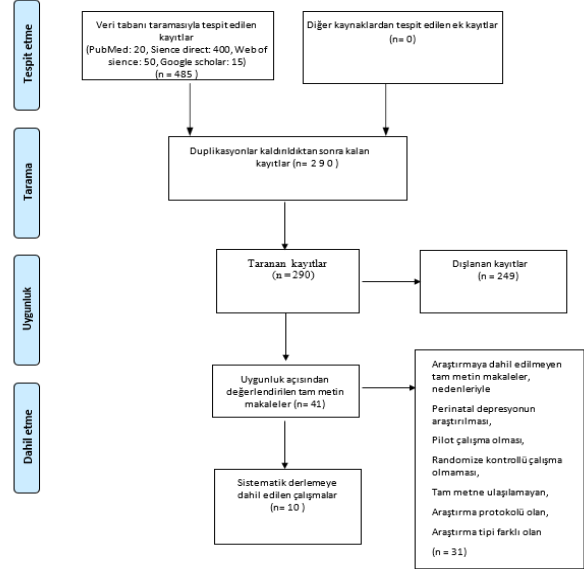 Tespit etme
Veri tabanı taramasıyla tespit edilen
kayıtlar
(PubMed: 20, Sience direct: 400, Web of
sience: 50, Google scholar: 15)
(n = 485)
Diğer kaynaklardan tespit edilen ek kayıtlar
(n= 0)
Tarama
Duplikasyonlar kaldırıldıktan sonra kalan
kayıtlar (n= 2 9 0 )
Taranan kayıtlar
(n =290)
Dışlanan kayıtlar
(n = 249)
Uygunluk
Uygunluk açısından
değerlendirilen tam metin
makaleler (n= 41)
Araştırmaya dahil edilmeyen
tam metin makaleler,
nedenleriyle
Perinatal depresyonun
araştırılması,
Pilot çalışma olması,
Randomize kontrollü çalışma
olmaması,
Tam metne ulaşılamayan,
Araştırma protokolü olan,
Araştırma tipi farklı olan
(n = 31)
Dahil etme
Sistematik derlemeye
dahil edilen çalışmalar
(n= 10 )